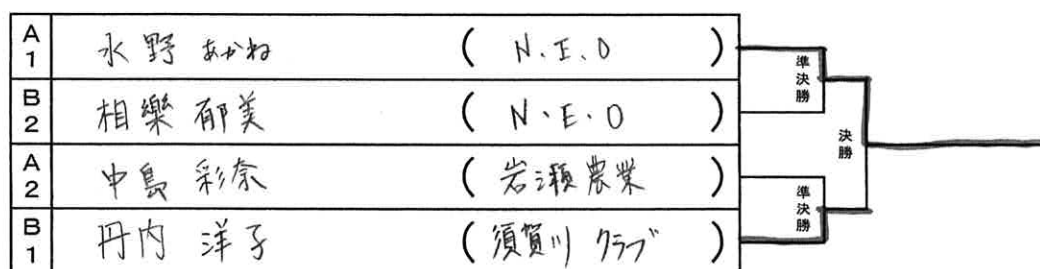 A1 水野 あかね ( N.E.O )
B2 相樂 郁美 ( N.E.O )
A2 中島 彩奈 ( 岩瀬農業 )
B1 丹内 洋子 ( 須賀川 クラブ )
準決勝
決勝
準決勝